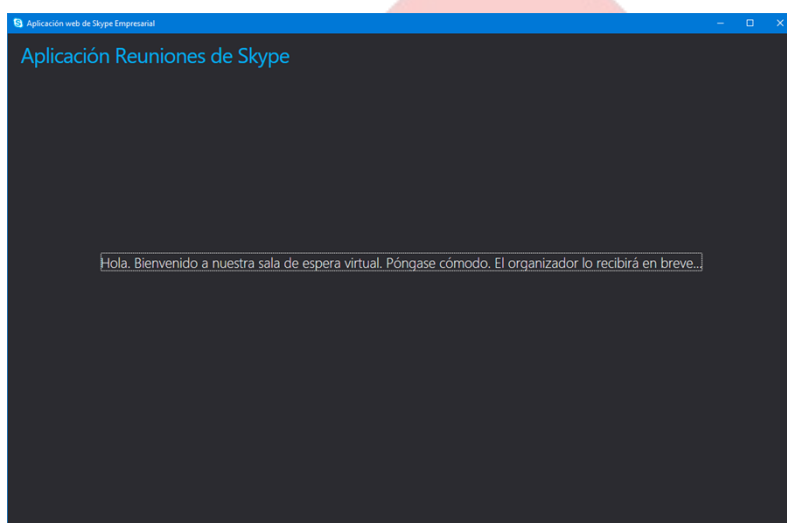 Aplicación web de Skype Empresarial
Aplicación Reuniones de Skype
Hola. Bienvenido a nuestra sala de espera virtual. Póngase cómodo. El organizador lo recibirá en breve...